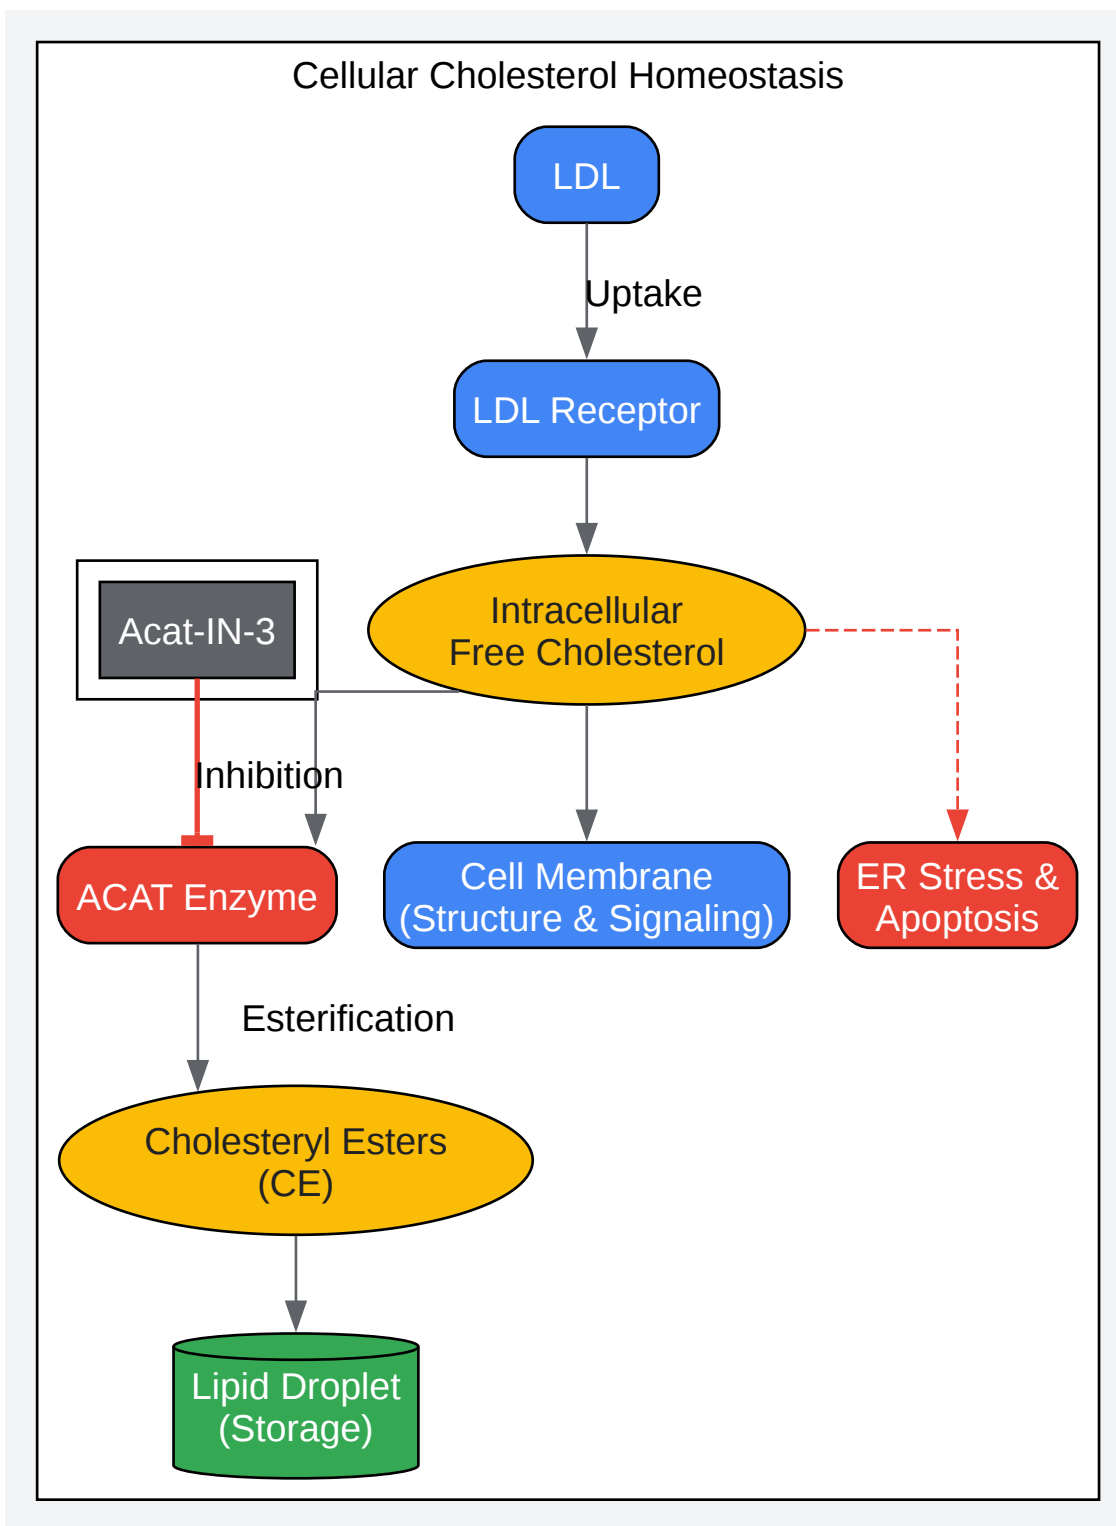 Cellular Cholesterol Homeostasis
LDL
Uptake
LDL Receptor
Acat-IN-3
Intracellular
Free Cholesterol
Inhibition
ACAT Enzyme
Cell Membrane
(Structure & Signaling)
ER Stress &
Apoptosis
Esterification
Cholesteryl Esters
(CE)
Lipid Droplet
(Storage)